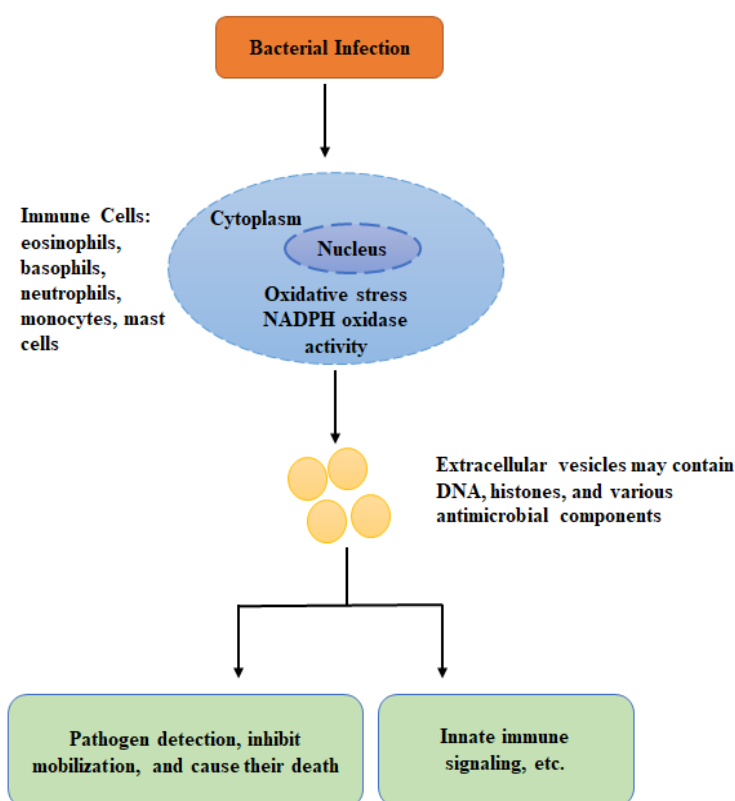 Bacterial Infection
Immune Cells:
eosinophils,
basophils,
neutrophils,
monocytes, mast
cells
Cytoplasm
Nucleus
Oxidative stress
NADPH oxidase
activity
Extracellular vesicles may contain
DNA, histones, and various
antimicrobial components
Pathogen detection, inhibit
mobilization, and cause their death
Innate immune
signaling, etc.